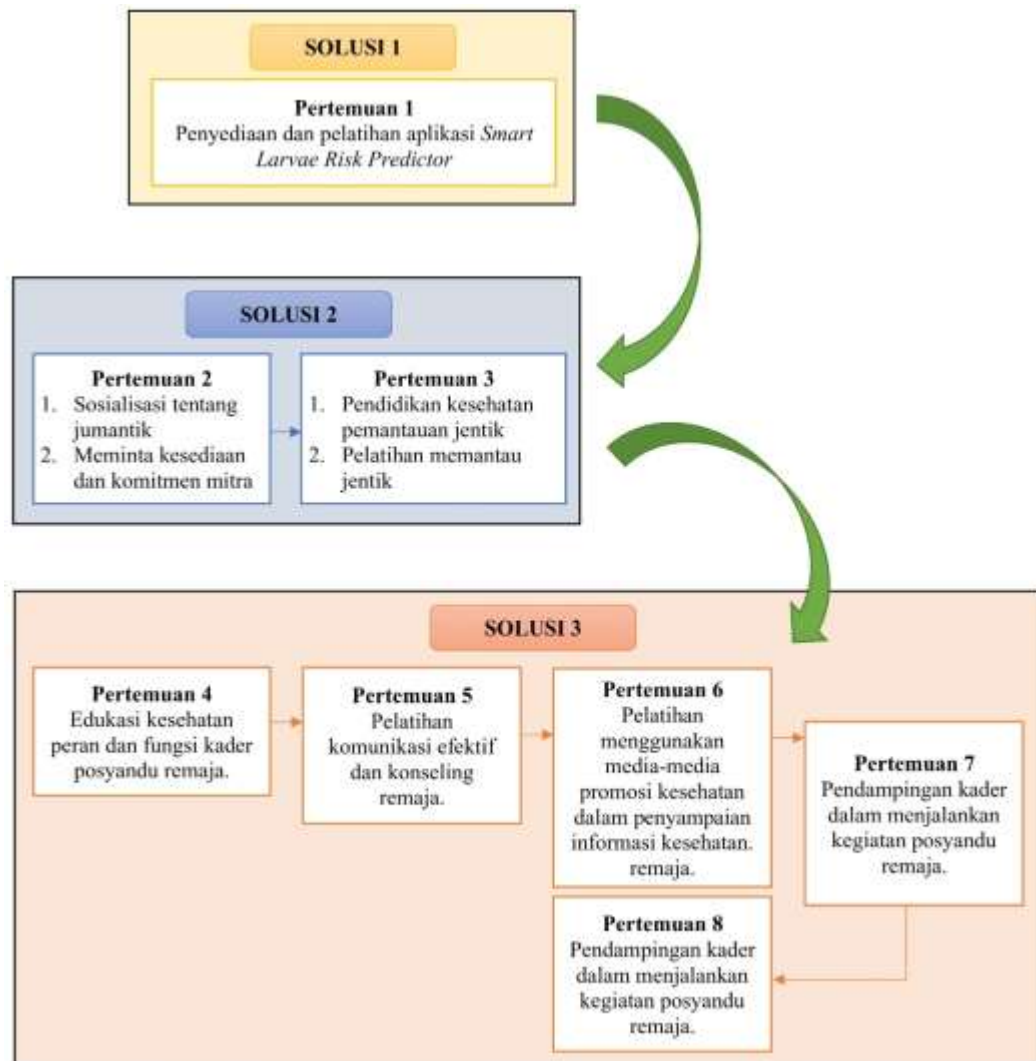 SOLUSI 1
Pertemuan 1
Penyediaan dan pelatihan aplikasi Smart
Larvae Risk Predictor
SOLUSI 2
Pertemuan 2
1. Sosialisasi tentang
jumantik
2. Meminta kesediaan
dan komitmen mitra
Pertemuan 3
1. Pendidikan kesehatan
pemantauan jentik
2. Pelatihan memantau
jentik
SOLUSI 3
Pertemuan 4
Edukasi kesehatan
peran dan fungsi kader
posyandu remaja.
Pertemuan 5
Pelatihan
komunikasi efektif
dan konseling
remaja.
Pertemuan 6
Pelatihan
menggunakan
media-media
promosi kesehatan
dalam penyampaian
informasi kesehatan.
remaja.
Pertemuan 7
Pendampingan kader
dalam menjalankan
kegiatan posyandu
remaja.
Pertemuan 8
Pendampingan kader
dalam menjalankan
kegiatan posyandu
remaja.